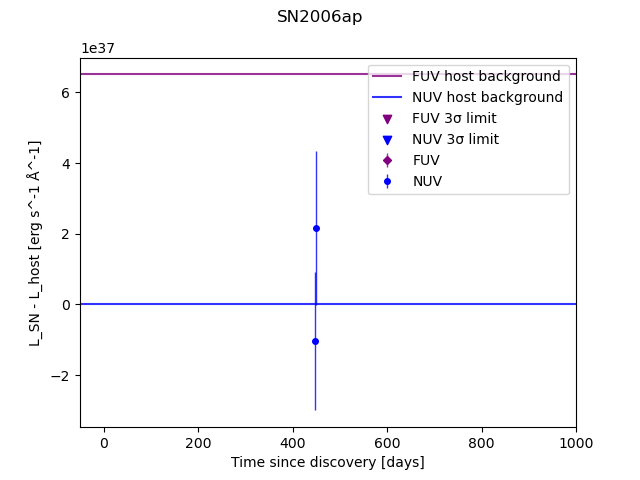 SN2006ap
1e37
FUV host background
NUV host background
FUV 3σ limit
NUV 3σ limit
FUV
NUV
6
4
2
0
−2
L_SN - L_host [erg s^-1 Å^-1]
0 200 400 600 800 1000
Time since discovery [days]